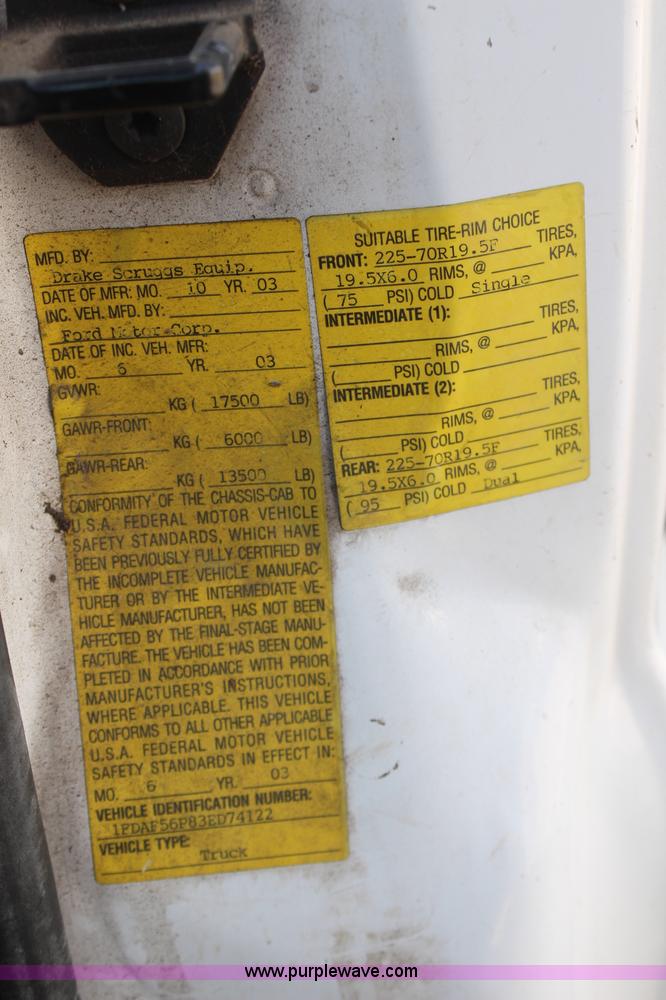 MFD. BY:
Drake Scruggs Equip.
DATE OF MFR: MO. 10 YR. 03
INC. VEH. MFD. BY:
Ford Motor Corp.
DATE OF INC. VEH. MFR:
MO. 6 YR. 03
GVWR:
KG ( 17500 LB)
GAWR-FRONT:
KG ( 6000 LB)
GAWR-REAR:
KG ( 13500 LB)
CONFORMITY OF THE CHASSIS-CAB TO
U.S.A. FEDERAL MOTOR VEHICLE
SAFETY STANDARDS, WHICH HAVE
BEEN PREVIOUSLY FULLY CERTIFIED BY
THE INCOMPLETE VEHICLE MANUFAC-
TURER OR BY THE INTERMEDIATE VE-
HICLE MANUFACTURER, HAS NOT BEEN
AFFECTED BY THE FINAL-STAGE MANU-
FACTURE. THE VEHICLE HAS BEEN COM-
PLETED IN ACCORDANCE WITH PRIOR
MANUFACTURER'S INSTRUCTIONS,
WHERE APPLICABLE. THIS VEHICLE
CONFORMS TO ALL OTHER APPLICABLE
U.S.A. FEDERAL MOTOR VEHICLE
SAFETY STANDARDS IN EFFECT IN:
MO. 6 YR. 03
VEHICLE IDENTIFICATION NUMBER:
1FDAF56P83ED74122
VEHICLE TYPE:
Truck
SUITABLE TIRE-RIM CHOICE
FRONT: 225-70R19.5F TIRES,
19.5X6.0 RIMS, @ KPA,
( 75 PSI) COLD Single
INTERMEDIATE (1):
TIRES,
RIMS, @ KPA,
( PSI) COLD
INTERMEDIATE (2):
TIRES,
RIMS, @ KPA,
( PSI) COLD
REAR: 225-70R19.5F TIRES,
19.5X6.0 RIMS, @ KPA,
( 95 PSI) COLD Dual
www.purplewave.com